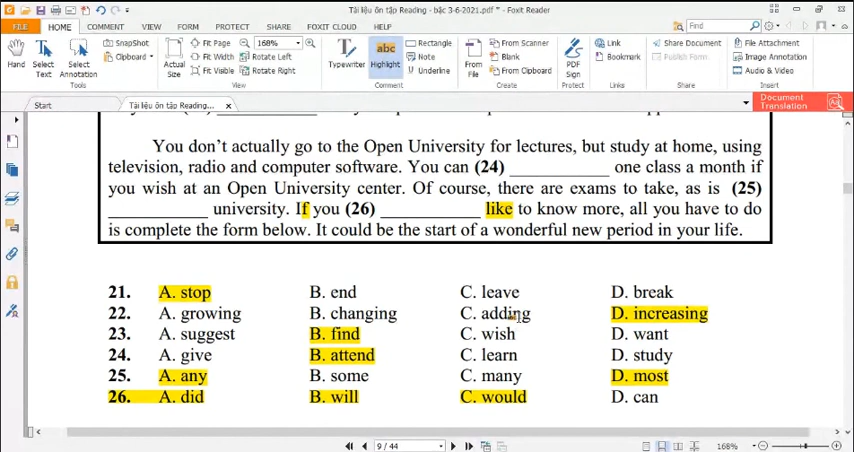 Tài liệu ôn tập Reading - bậc 3-6-2021.pdf * - Foxit Reader
FILE HOME COMMENT VIEW FORM PROTECT SHARE FOXIT CLOUD HELP
Find
Hand
Select Text
Select Annotation
SnapShot
Clipboard
Tools
Actual Size
Fit Page
Fit Width
Fit Visible
168%
Rotate Left
Rotate Right
View
Typewriter
Highlight
Rectangle
Note
Underline
Comment
From File
From Scanner
Blank
From Clipboard
Create
PDF Sign
Protect
Link
Bookmark
Links
Share Document
Publish Form
Share
File Attachment
Image Annotation
Audio & Video
Insert
Start
Tài liệu ôn tập Reading...
Document Translation
You don't actually go to the Open University for lectures, but study at home, using
television, radio and computer software. You can (24) __________ one class a month if
you wish at an Open University center. Of course, there are exams to take, as is (25)
__________ university. If you (26) __________ like to know more, all you have to do
is complete the form below. It could be the start of a wonderful new period in your life.
21. A. stop B. end C. leave D. break
22. A. growing B. changing C. adding D. increasing
23. A. suggest B. find C. wish D. want
24. A. give B. attend C. learn D. study
25. A. any B. some C. many D. most
26. A. did B. will C. would D. can
9 / 44
168%